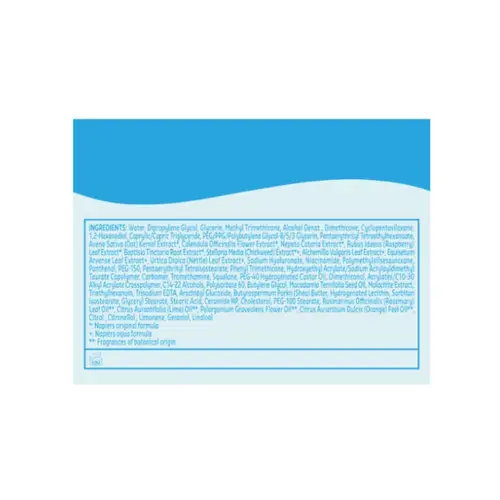 INGREDIENTS: Water, Dipropylene Glycol, Glycerin, Methyl Trimethicone, Alcohol Denat., Dimethicone, Cyclopentasiloxane,
1,2-Hexanediol, Caprylic/Capric Triglyceride, PEG/PPG/Polybutylene Glycol-8/5/3 Glycerin, Pentaerythrityl Tetraethylhexanoate,
Avena Sativa (Oat) Kernel Extract*, Calendula Officinalis Flower Extract*, Nepeta Cataria Extract*, Rubus Idaeus (Raspberry)
Leaf Extract*, Baptisia Tinctoria Root Extract*, Stellaria Media (Chickweed) Extract*+, Alchemilla Vulgaris Leaf Extract+, Equisetum
Arvense Leaf Extract+, Urtica Dioica (Nettle) Leaf Extract+, Sodium Hyaluronate, Niacinamide, Polymethylsilsesquioxane,
Panthenol, PEG-150, Pentaerythrityl Tetraisostearate, Phenyl Trimethicone, Hydroxyethyl Acrylate/Sodium Acryloyldimethyl
Taurate Copolymer, Carbomer, Tromethamine, Squalane, PEG-40 Hydrogenated Castor Oil, Dimethiconol, Acrylates/C10-30
Alkyl Acrylate Crosspolymer, C14-22 Alcohols, Polysorbate 60, Butylene Glycol, Macadamia Ternifolia Seed Oil, Malachite Extract,
Triethylhexanoin, Trisodium EDTA, Arachidyl Glucoside, Butyrospermum Parkii (Shea) Butter, Hydrogenated Lecithin, Sorbitan
Isostearate, Glyceryl Stearate, Stearic Acid, Ceramide NP, Cholesterol, PEG-100 Stearate, Rosmarinus Officinalis (Rosemary)
Leaf Oil**, Citrus Aurantifolia (Lime) Oil**, Pelargonium Graveolens Flower Oil**, Citrus Aurantium Dulcis (Orange) Peel Oil**,
Citral, Citronellol, Limonene, Geraniol, Linalool
* Napiers original formula
+ Napiers aqua formula
** Fragrances of botanical origin